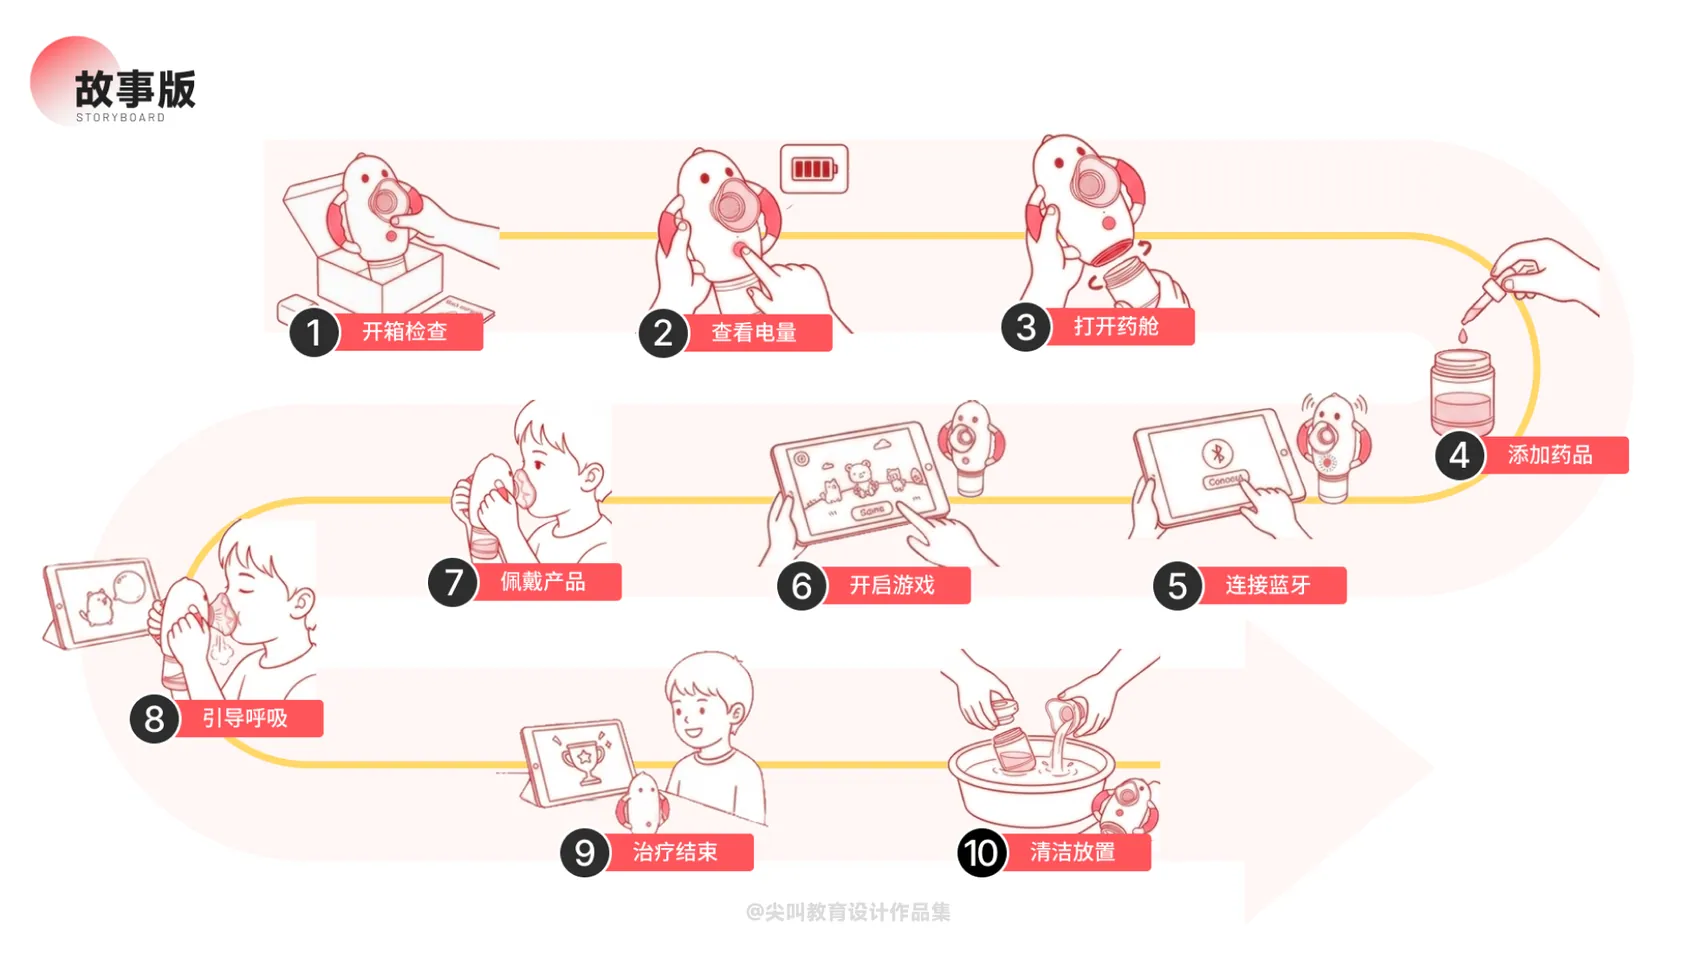 故事版
STORYBOARD
1 开箱检查
2 查看电量
3 打开药舱
4 添加药品
5 连接蓝牙
6 开启游戏
7 佩戴产品
8 引导呼吸
9 治疗结束
10 清洁放置
@尖叫教育设计作品集